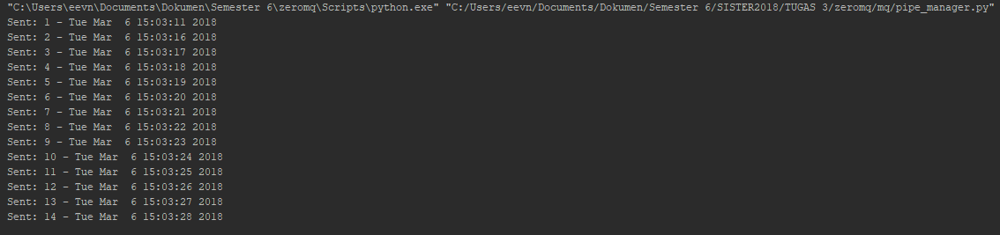 "C:\Users\eevn\Documents\Dokumen\Semester 6\zeromq\Scripts\python.exe" "C:/Users/eevn/Documents/Dokumen/Semester 6/SISTER2018/TUGAS 3/zeromq/mq/pipe_manager.py"
Sent: 1 - Tue Mar  6 15:03:11 2018
Sent: 2 - Tue Mar  6 15:03:16 2018
Sent: 3 - Tue Mar  6 15:03:17 2018
Sent: 4 - Tue Mar  6 15:03:18 2018
Sent: 5 - Tue Mar  6 15:03:19 2018
Sent: 6 - Tue Mar  6 15:03:20 2018
Sent: 7 - Tue Mar  6 15:03:21 2018
Sent: 8 - Tue Mar  6 15:03:22 2018
Sent: 9 - Tue Mar  6 15:03:23 2018
Sent: 10 - Tue Mar  6 15:03:24 2018
Sent: 11 - Tue Mar  6 15:03:25 2018
Sent: 12 - Tue Mar  6 15:03:26 2018
Sent: 13 - Tue Mar  6 15:03:27 2018
Sent: 14 - Tue Mar  6 15:03:28 2018